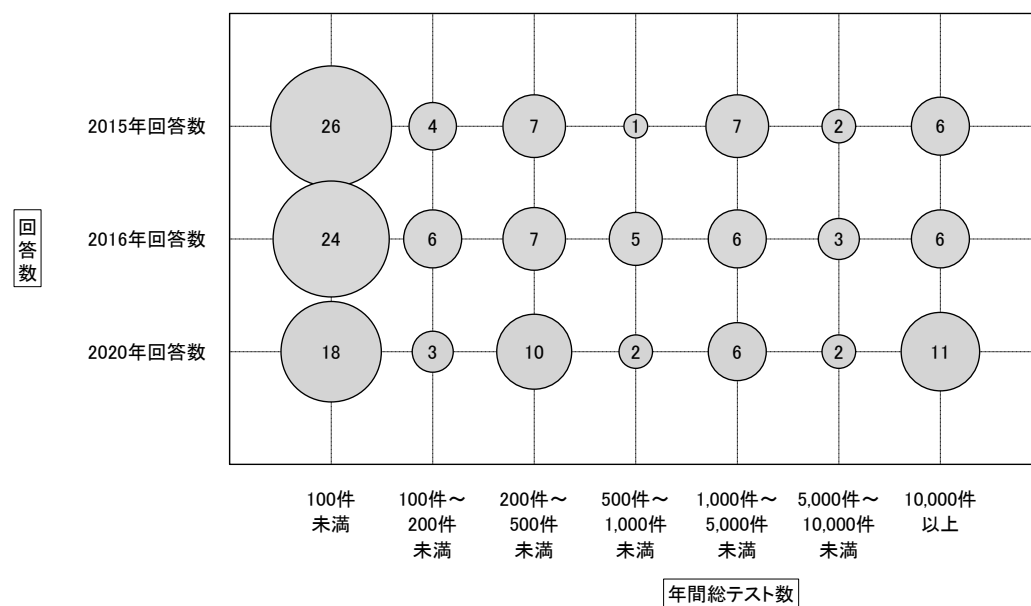 2015年回答数
26
4
7
1
7
2
6
回答数
2016年回答数
24
6
7
5
6
3
6
2020年回答数
18
3
10
2
6
2
11
100件
未満
100件～
200件
未満
200件～
500件
未満
500件～
1,000件
未満
1,000件～
5,000件
未満
5,000件～
10,000件
未満
10,000件
以上
年間総テスト数